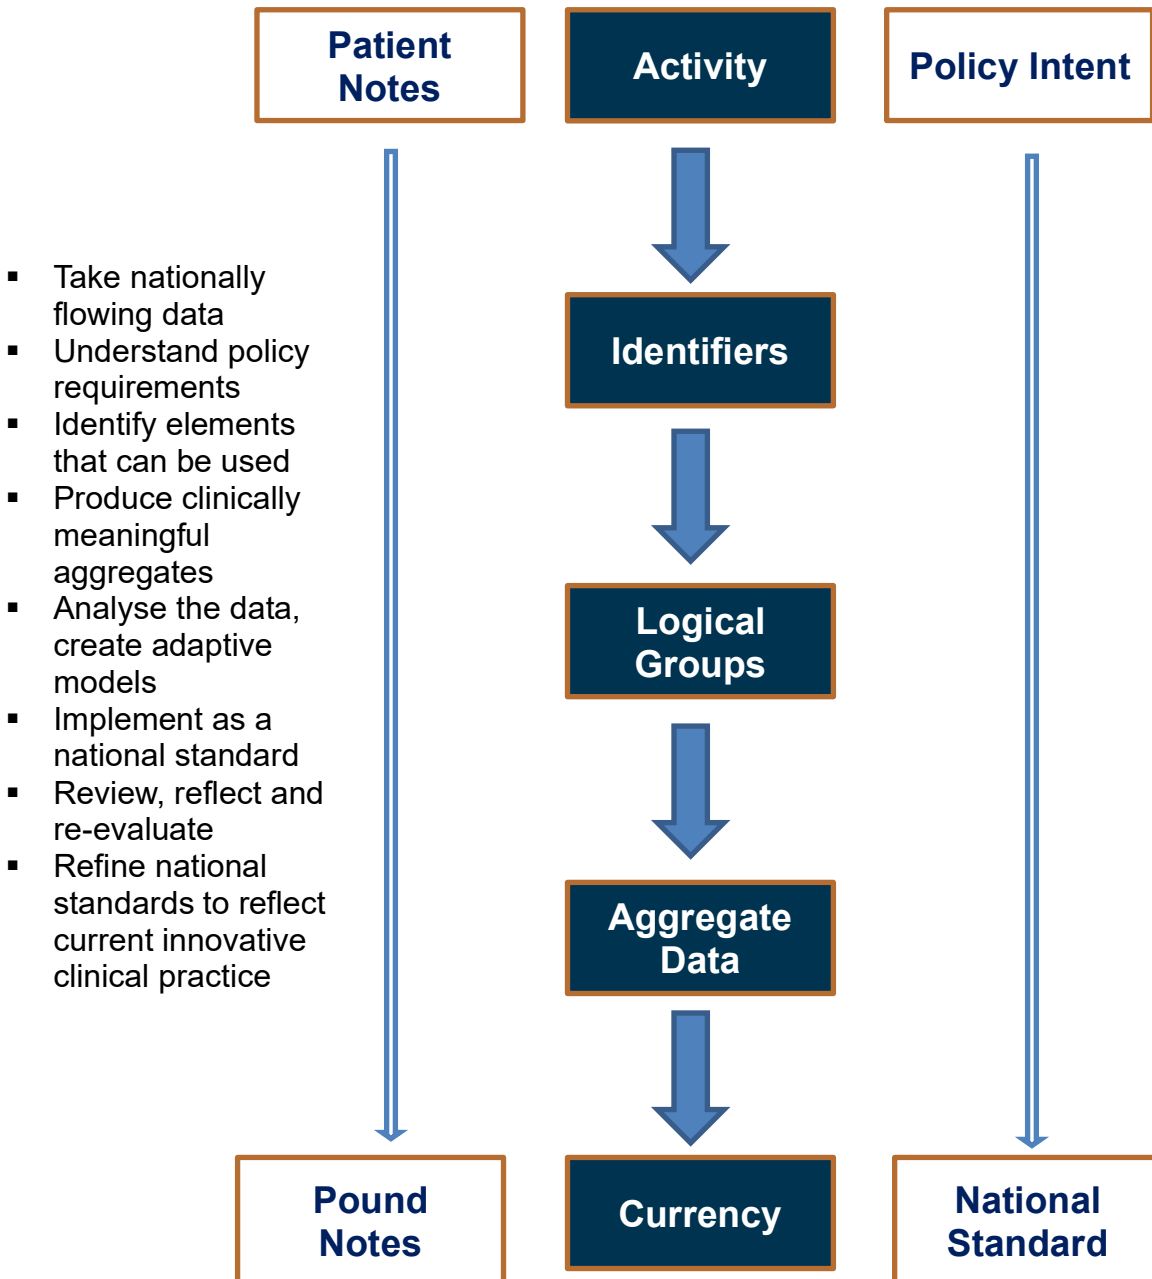 Patient
Notes
Activity
Policy Intent
▪ Take nationally
flowing data
▪ Understand policy
requirements
▪ Identify elements
that can be used
▪ Produce clinically
meaningful
aggregates
▪ Analyse the data,
create adaptive
models
▪ Implement as a
national standard
▪ Review, reflect and
re-evaluate
▪ Refine national
standards to reflect
current innovative
clinical practice
Identifiers
Logical
Groups
Aggregate
Data
Pound
Notes
Currency
National
Standard